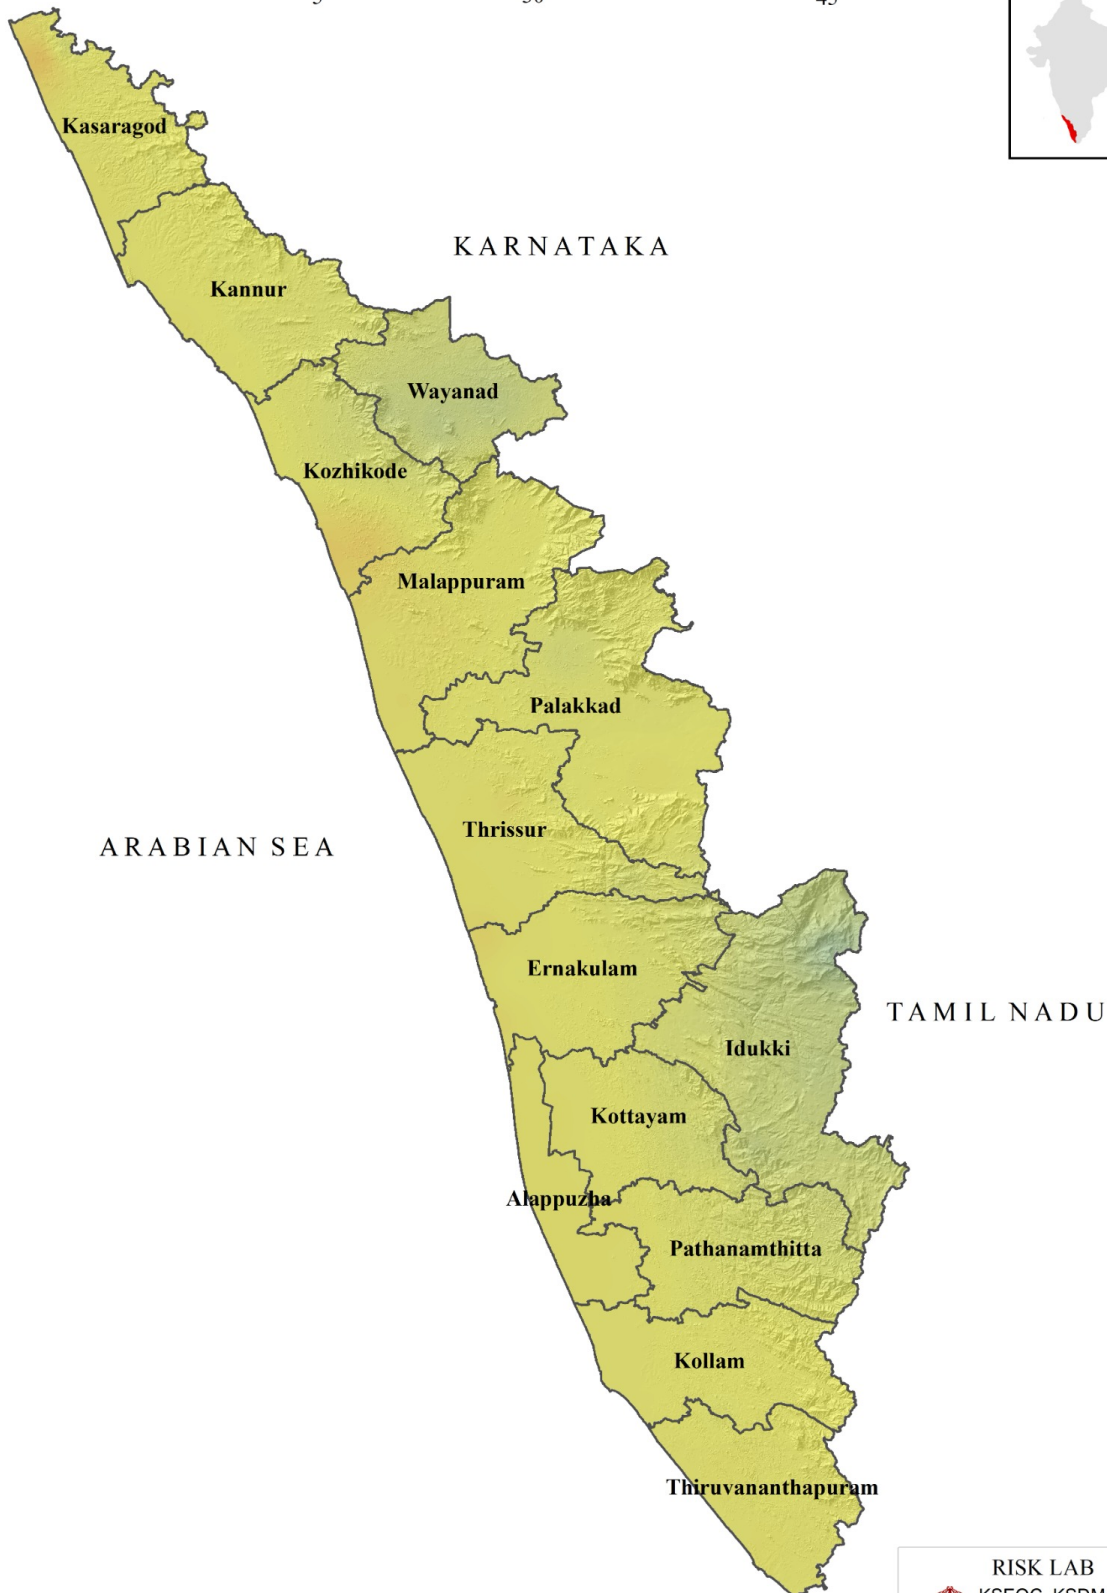 Kasaragod
KARNATAKA
Kannur
Wayanad
Kozhikode
Malappuram
Palakkad
Thrissur
ARABIAN SEA
Ernakulam
TAMIL NADU
Idukki
Kottayam
Alappuzha
Pathanamthitta
Kollam
Thiruvananthapuram
RISK LAB